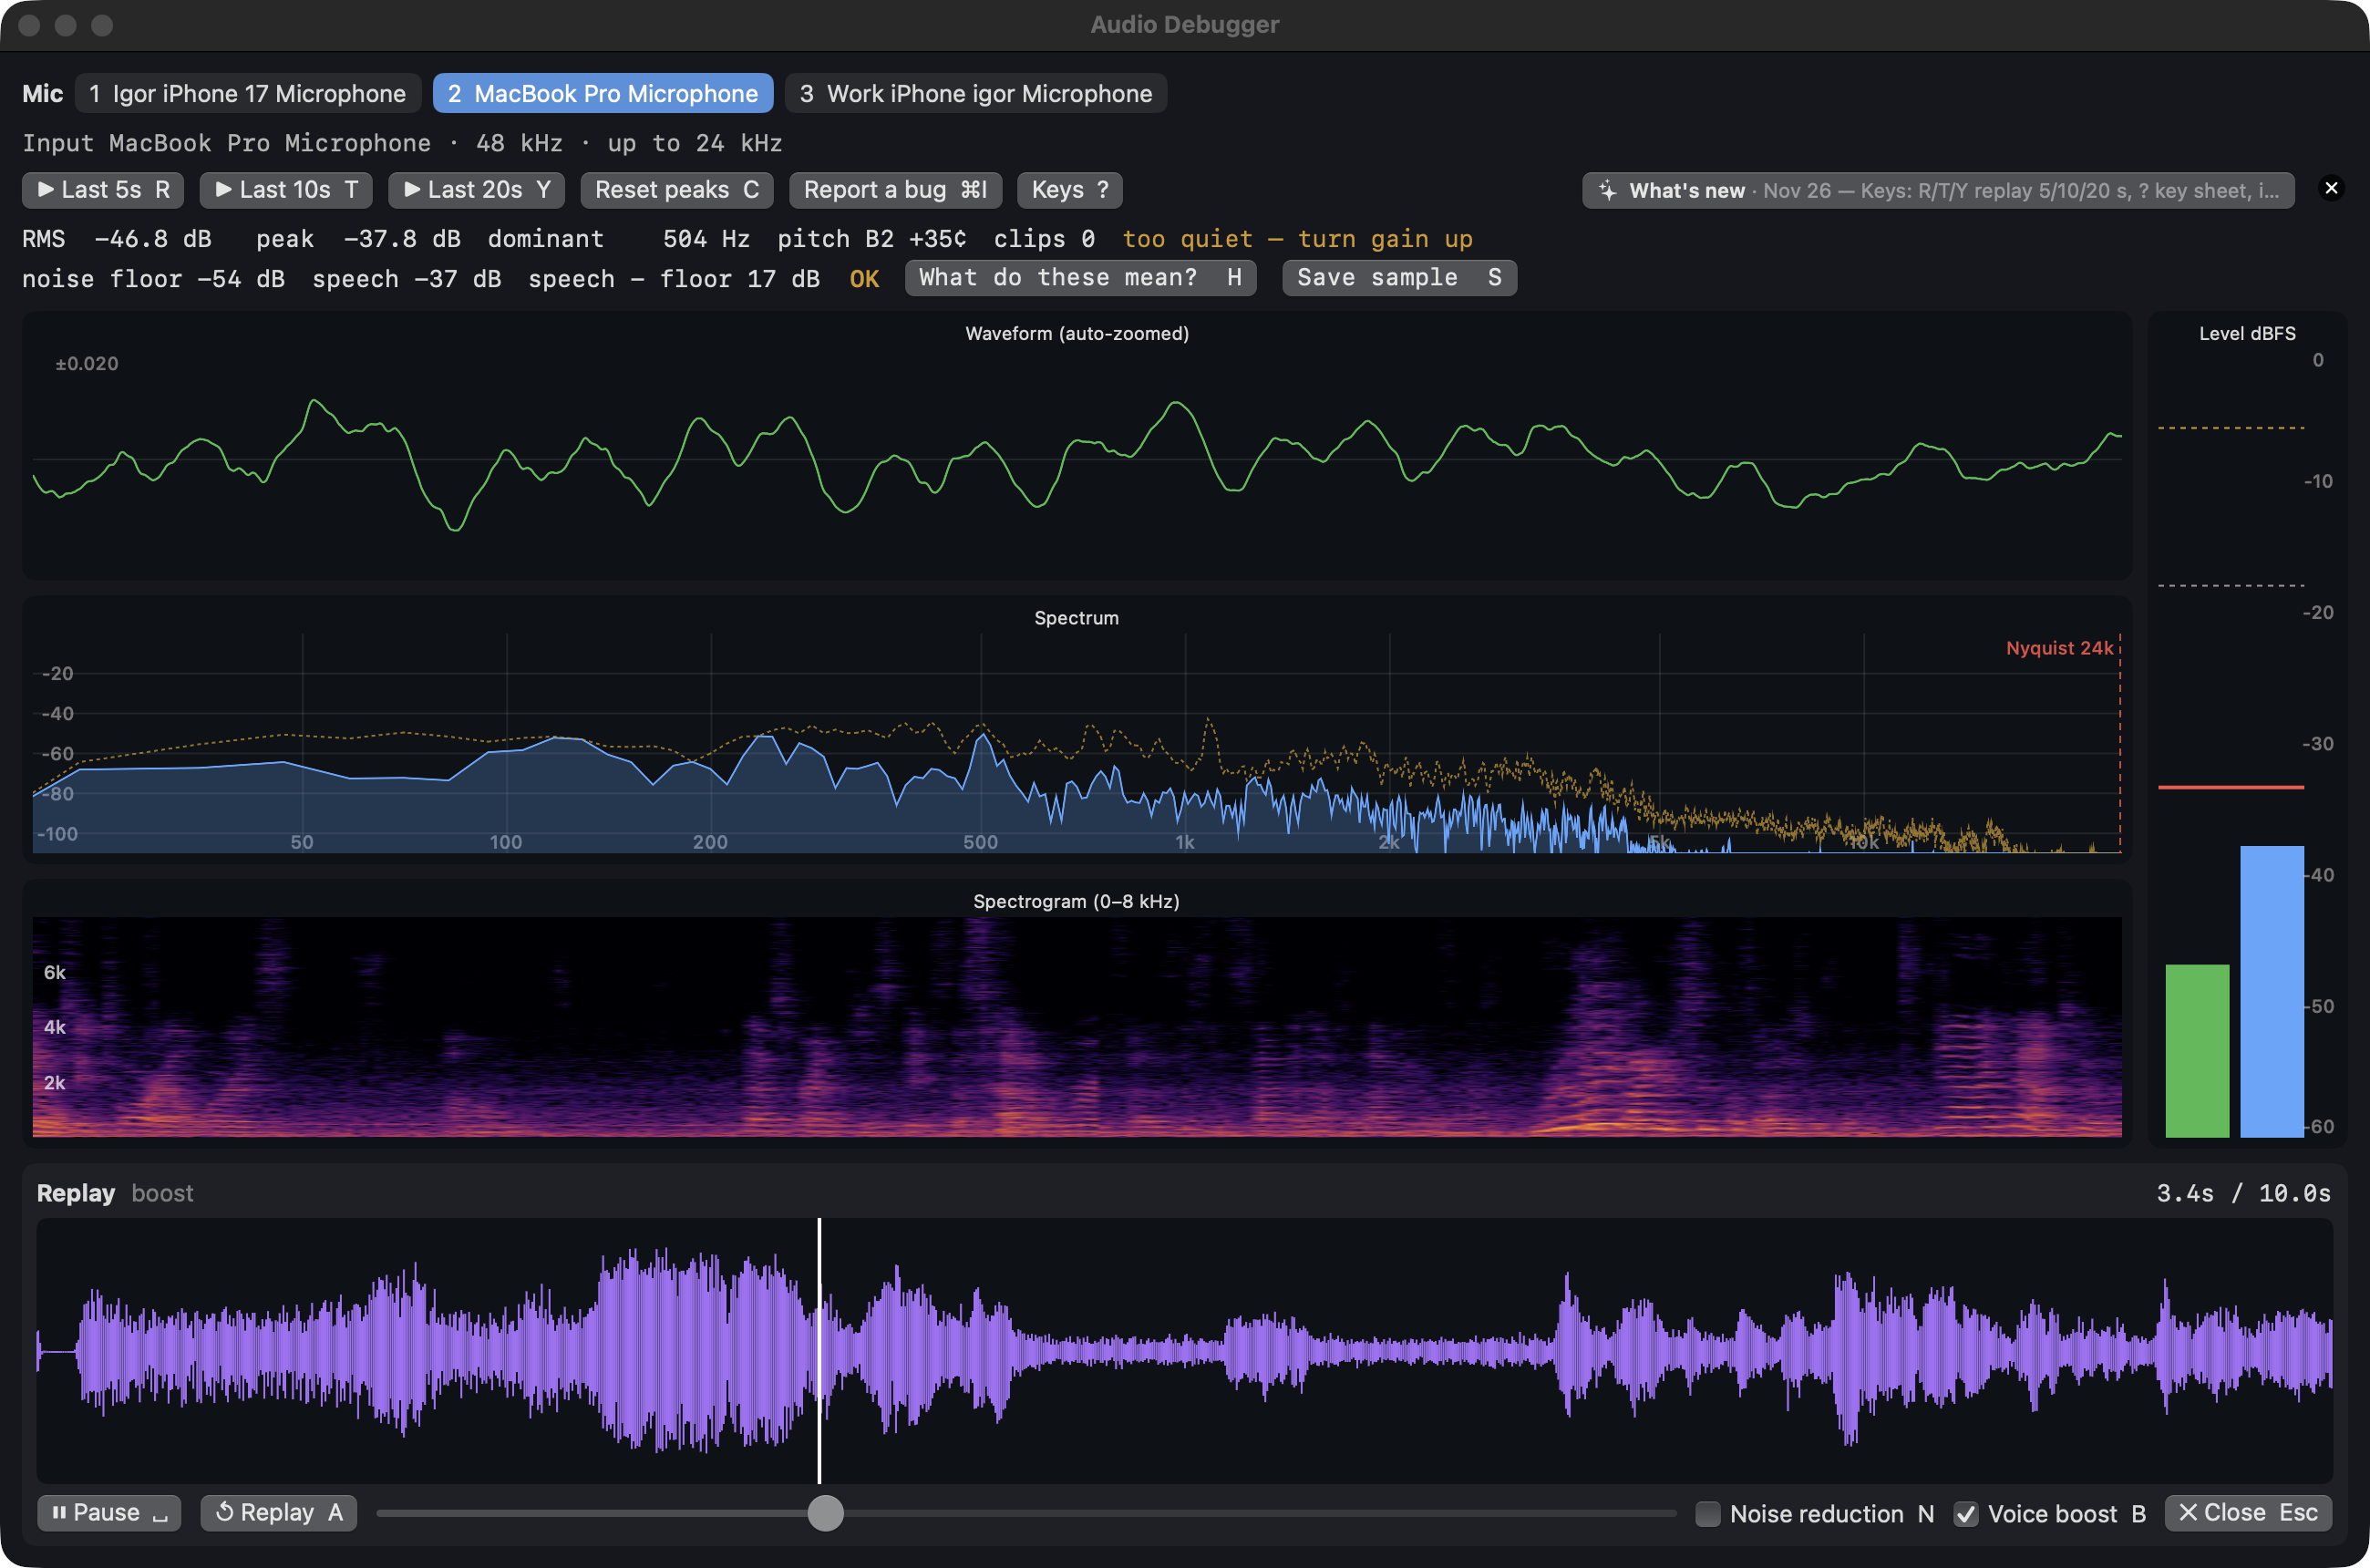 Audio Debugger
Mic 1 Igor iPhone 17 Microphone 2 MacBook Pro Microphone 3 Work iPhone igor Microphone
Input MacBook Pro Microphone · 48 kHz · up to 24 kHz
Last 5s R Last 10s T Last 20s Y Reset peaks C Report a bug ⌘I Keys ? What's new · Nov 26 — Keys: R/T/Y replay 5/10/20 s, ? key sheet, i...
RMS −46.8 dB peak −37.8 dB dominant 504 Hz pitch B2 +35¢ clips 0 too quiet — turn gain up
noise floor −54 dB speech −37 dB speech − floor 17 dB OK What do these mean? H Save sample S
Waveform (auto-zoomed)
±0.020
Spectrum
Nyquist 24k
-20
-40
-60
-80
-100
50 100 200 500 1k 2k 5k 10k
Spectrogram (0–8 kHz)
6k
4k
2k
Level dBFS
0
-10
-20
-30
-40
-50
-60
Replay boost 3.4s / 10.0s
Pause ⎵ Replay A Noise reduction N Voice boost B Close Esc